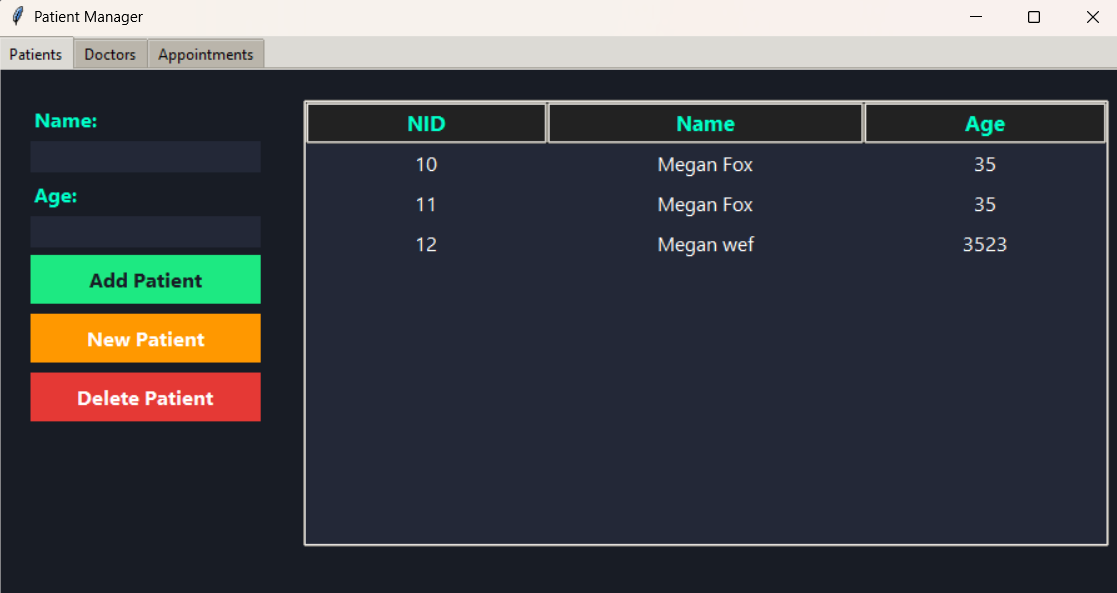 Patient Manager
Patients Doctors Appointments
Name:
Age:
Add Patient
New Patient
Delete Patient
NID Name Age
10 Megan Fox 35
11 Megan Fox 35
12 Megan wef 3523